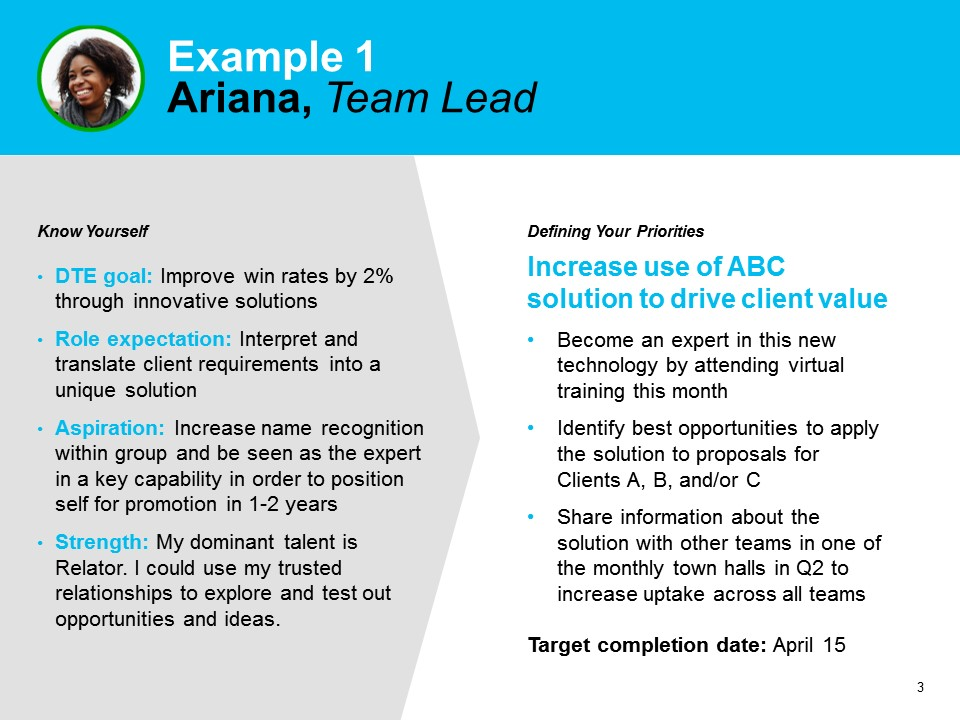 Example 1
Ariana, Team Lead
Know Yourself
• DTE goal: Improve win rates by 2%
through innovative solutions
• Role expectation: Interpret and
translate client requirements into a
unique solution
• Aspiration: Increase name recognition
within group and be seen as the expert
in a key capability in order to position
self for promotion in 1-2 years
• Strength: My dominant talent is
Relator. I could use my trusted
relationships to explore and test out
opportunities and ideas.
Defining Your Priorities
Increase use of ABC
solution to drive client value
• Become an expert in this new
technology by attending virtual
training this month
• Identify best opportunities to apply
the solution to proposals for
Clients A, B, and/or C
• Share information about the
solution with other teams in one of
the monthly town halls in Q2 to
increase uptake across all teams
Target completion date: April 15
3